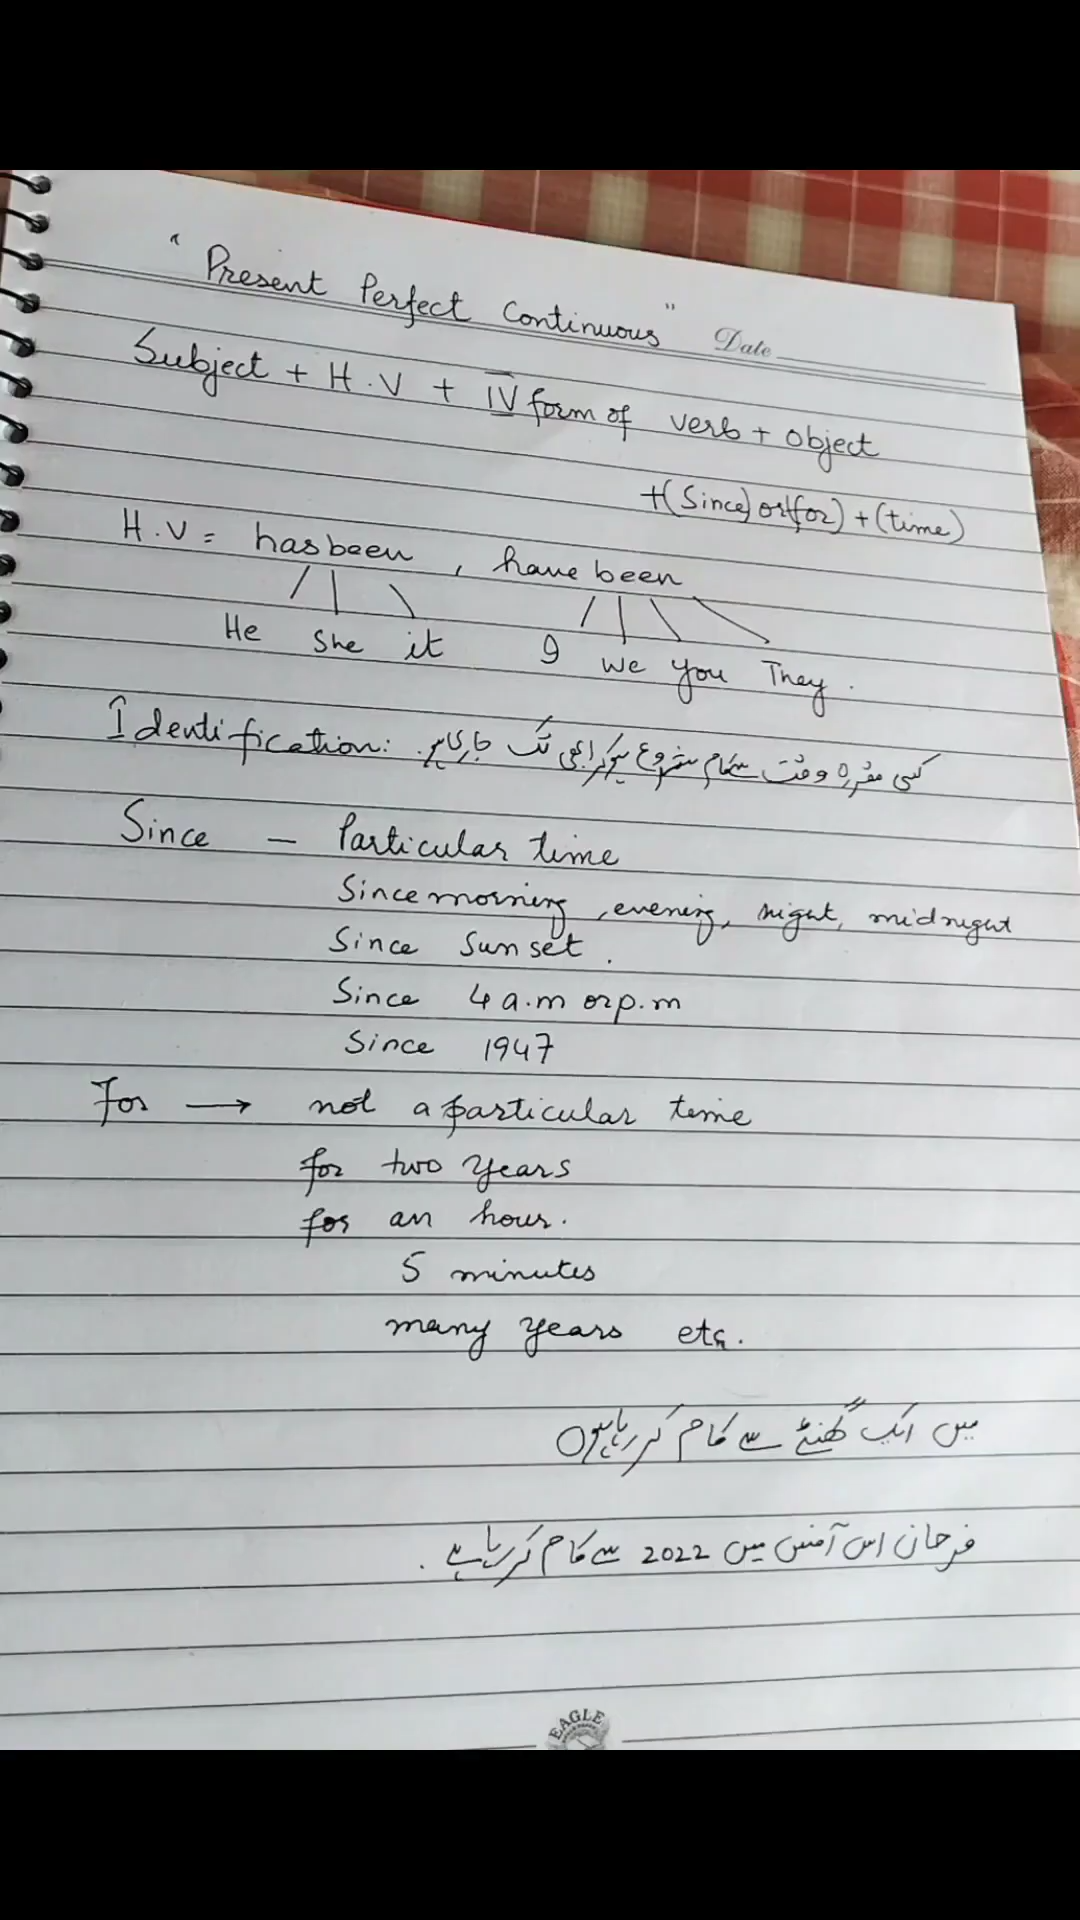 "Present Perfect Continuous"
Date
Subject + H.V + IV form of verb + object
+(Since) or (for) + (time)
H.V = has been , have been
He She it I we you They.
Identification: کسی مقررہ وقت سے کام شروع ہوکر ابھی تک جاری ہے.
Since – Particular time
Since morning, evening, night, midnight
Since Sunset.
Since 4 a.m or p.m
Since 1947
For → not a particular time
for two years
for an hour.
5 minutes
many years etc.
میں ایک گھنٹے سے کام کر رہا ہوں
فرحان اس آفس میں 2022 سے کام کر رہا ہے.
EAGLE